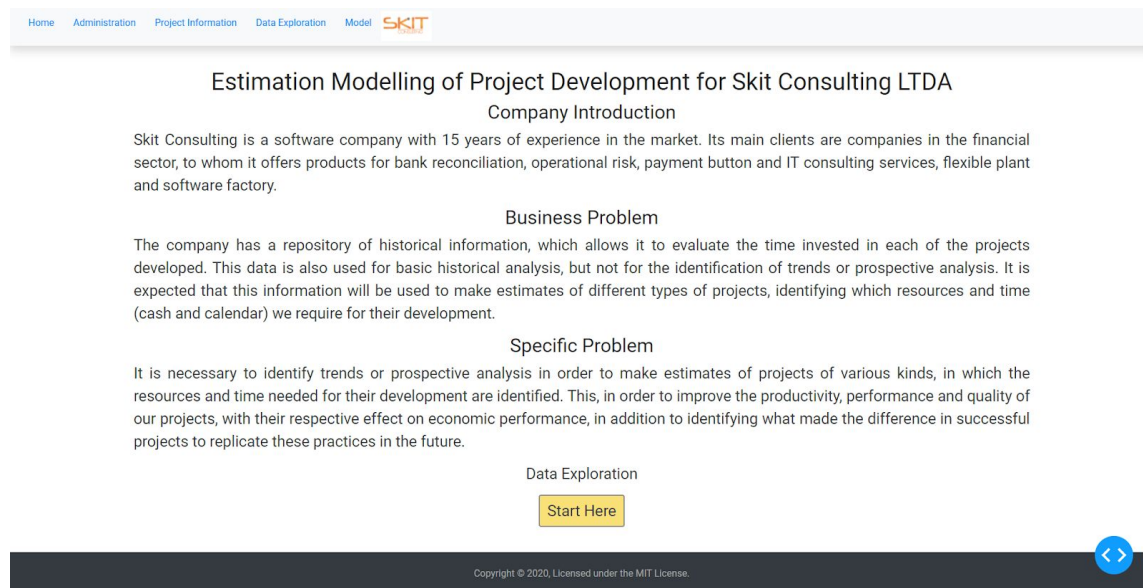 Home Administration Project Information Data Exploration Model SKIT
Estimation Modelling of Project Development for Skit Consulting LTDA
Company Introduction
Skit Consulting is a software company with 15 years of experience in the market. Its main clients are companies in the financial
sector, to whom it offers products for bank reconciliation, operational risk, payment button and IT consulting services, flexible plant
and software factory.
Business Problem
The company has a repository of historical information, which allows it to evaluate the time invested in each of the projects
developed. This data is also used for basic historical analysis, but not for the identification of trends or prospective analysis. It is
expected that this information will be used to make estimates of different types of projects, identifying which resources and time
(cash and calendar) we require for their development.
Specific Problem
It is necessary to identify trends or prospective analysis in order to make estimates of projects of various kinds, in which the
resources and time needed for their development are identified. This, in order to improve the productivity, performance and quality of
our projects, with their respective effect on economic performance, in addition to identifying what made the difference in successful
projects to replicate these practices in the future.
Data Exploration
Start Here
Copyright © 2020, Licensed under the MIT License.